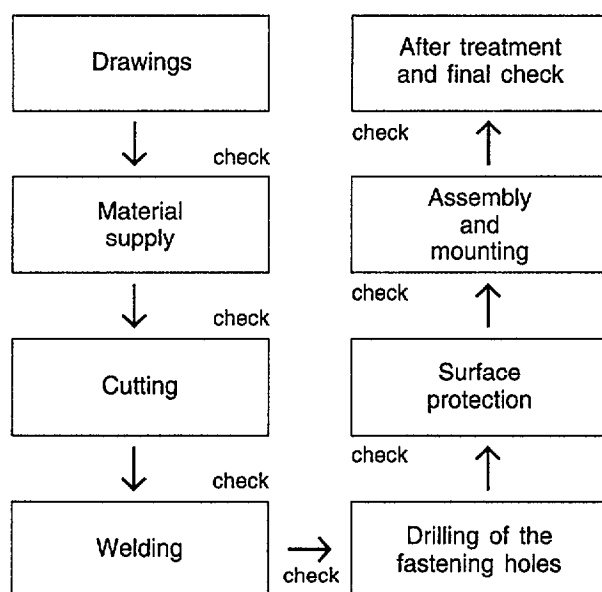 Drawings
check
Material
supply
check
Cutting
check
Welding
check
Drilling of the
fastening holes
check
Surface
protection
check
Assembly
and
mounting
check
After treatment
and final check